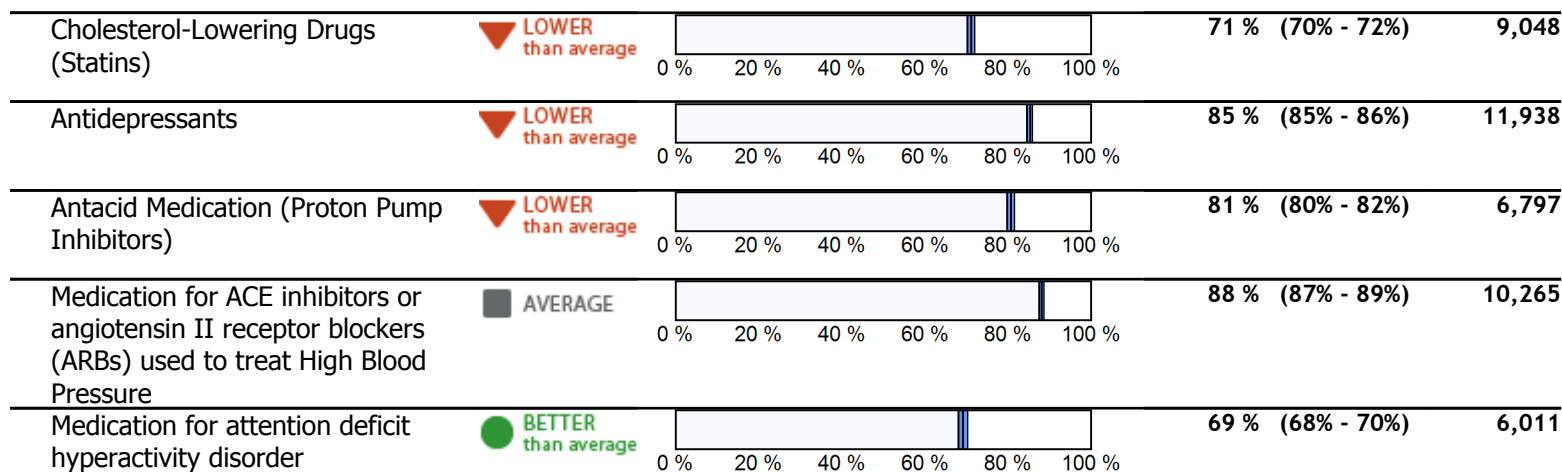 Cholesterol-Lowering Drugs
(Statins)
LOWER
than average
0 % 20 % 40 % 60 % 80 % 100 %
71 % (70% - 72%) 9,048
Antidepressants
LOWER
than average
0 % 20 % 40 % 60 % 80 % 100 %
85 % (85% - 86%) 11,938
Antacid Medication (Proton Pump
Inhibitors)
LOWER
than average
0 % 20 % 40 % 60 % 80 % 100 %
81 % (80% - 82%) 6,797
Medication for ACE inhibitors or
angiotensin II receptor blockers
(ARBs) used to treat High Blood
Pressure
AVERAGE
0 % 20 % 40 % 60 % 80 % 100 %
88 % (87% - 89%) 10,265
Medication for attention deficit
hyperactivity disorder
BETTER
than average
0 % 20 % 40 % 60 % 80 % 100 %
69 % (68% - 70%) 6,011